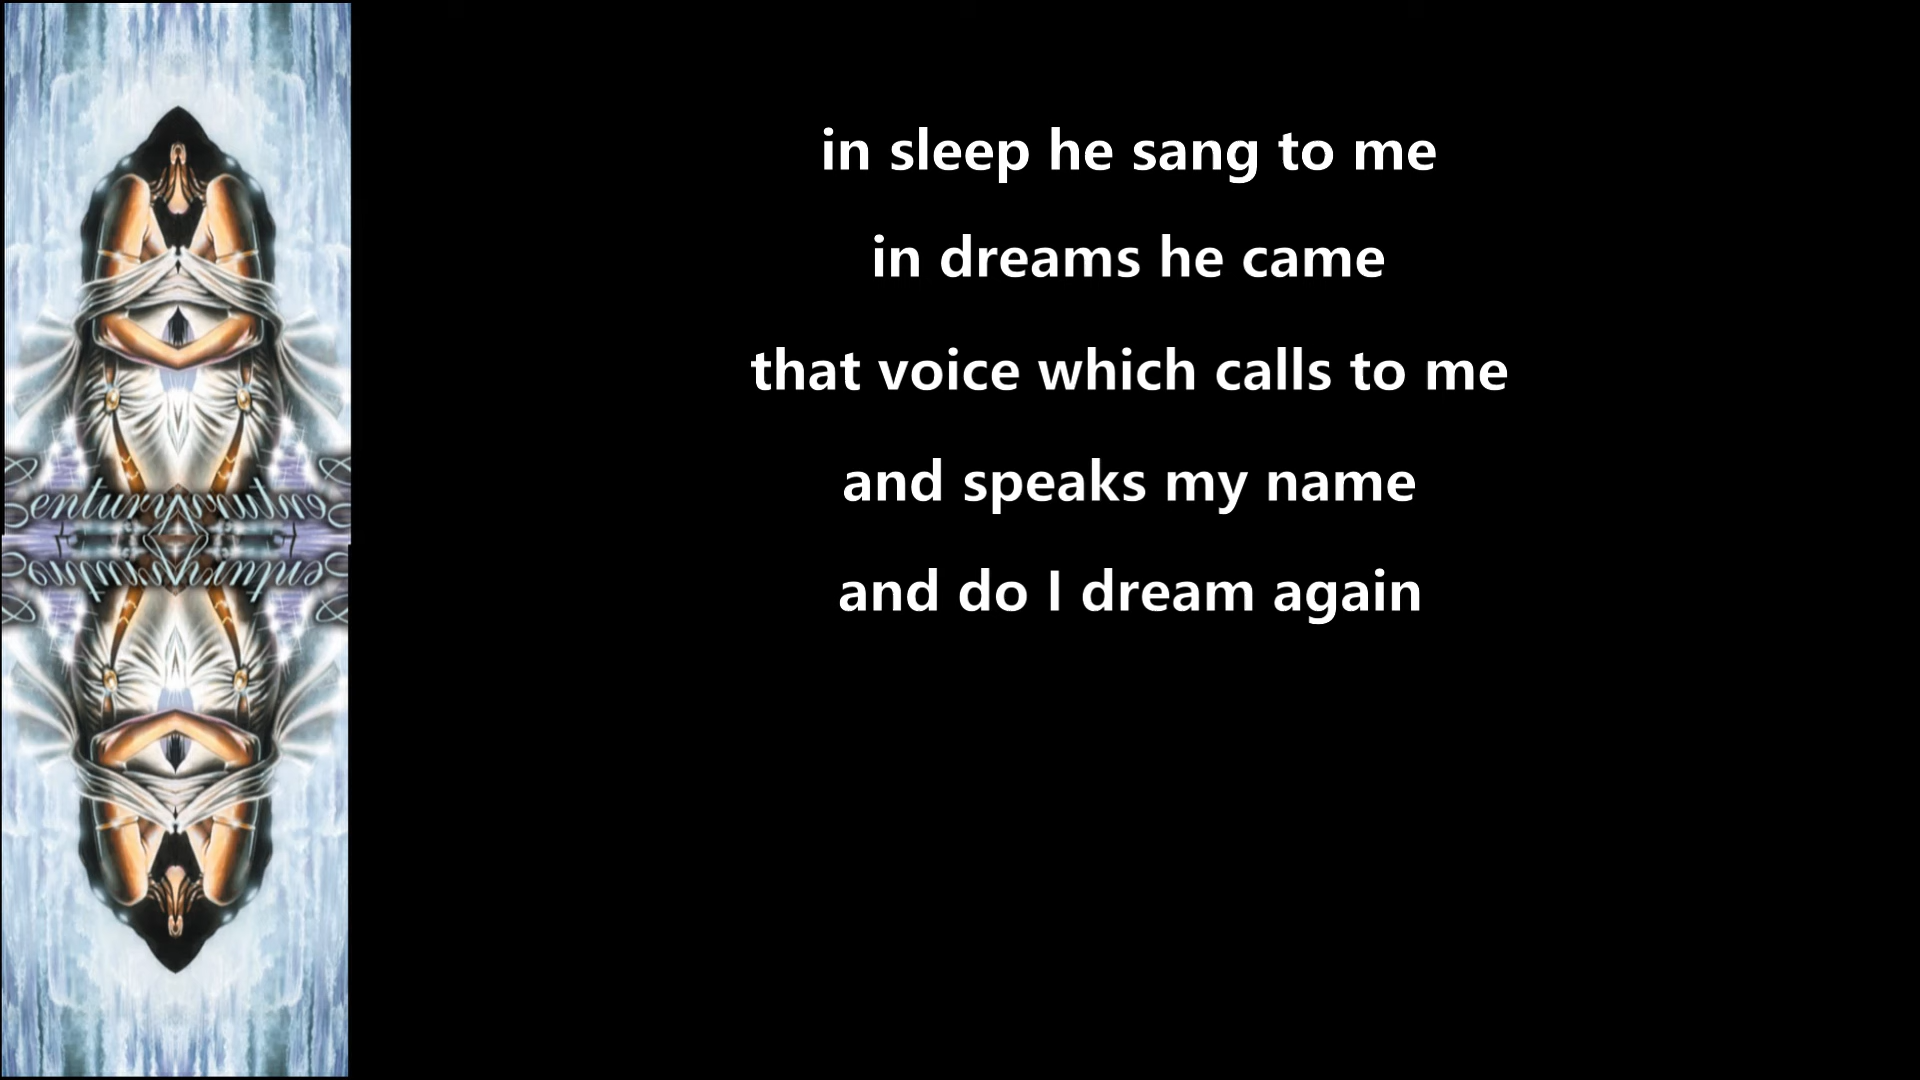 in sleep he sang to me
in dreams he came
that voice which calls to me
and speaks my name
and do I dream again